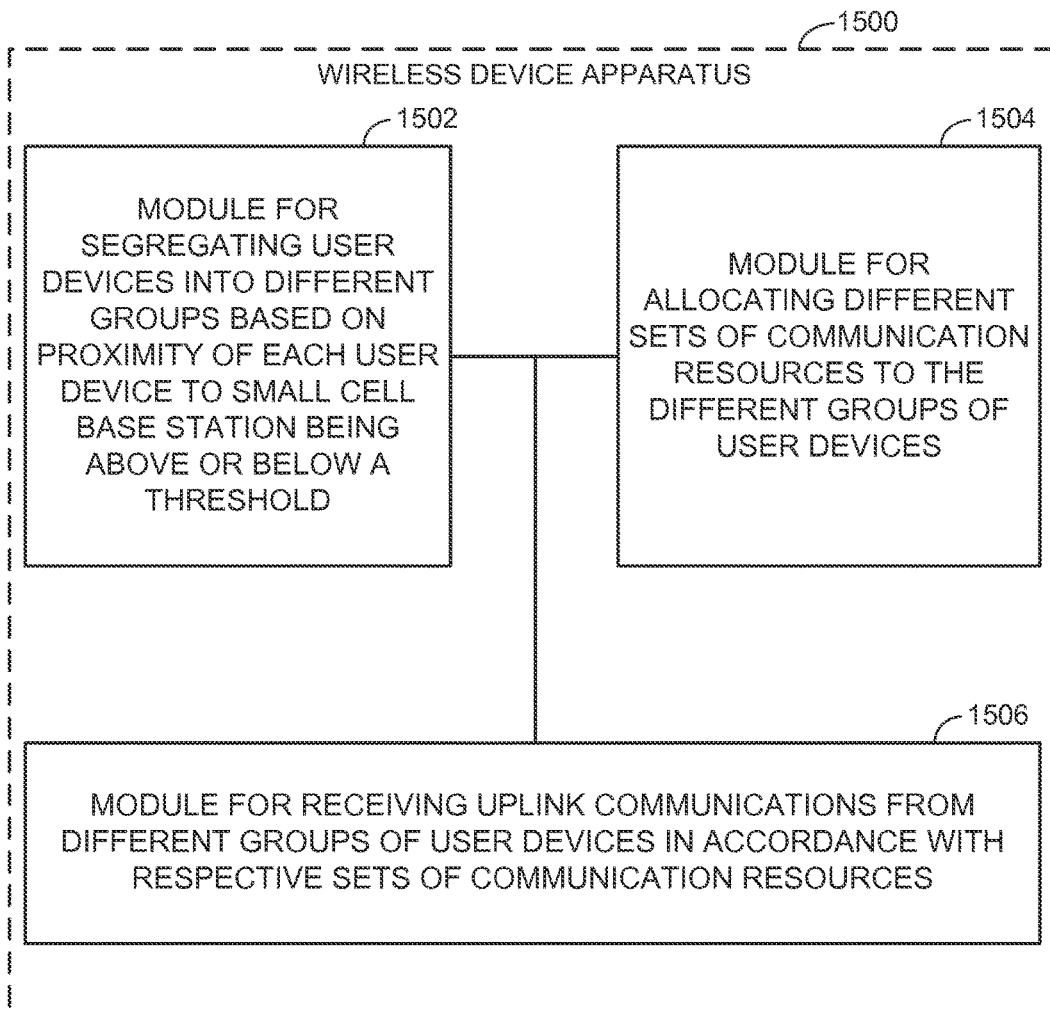 1500
WIRELESS DEVICE APPARATUS
1502
MODULE FOR
SEGREGATING USER
DEVICES INTO DIFFERENT
GROUPS BASED ON
PROXIMITY OF EACH USER
DEVICE TO SMALL CELL
BASE STATION BEING
ABOVE OR BELOW A
THRESHOLD
1504
MODULE FOR
ALLOCATING DIFFERENT
SETS OF COMMUNICATION
RESOURCES TO THE
DIFFERENT GROUPS OF
USER DEVICES
1506
MODULE FOR RECEIVING UPLINK COMMUNICATIONS FROM
DIFFERENT GROUPS OF USER DEVICES IN ACCORDANCE WITH
RESPECTIVE SETS OF COMMUNICATION RESOURCES